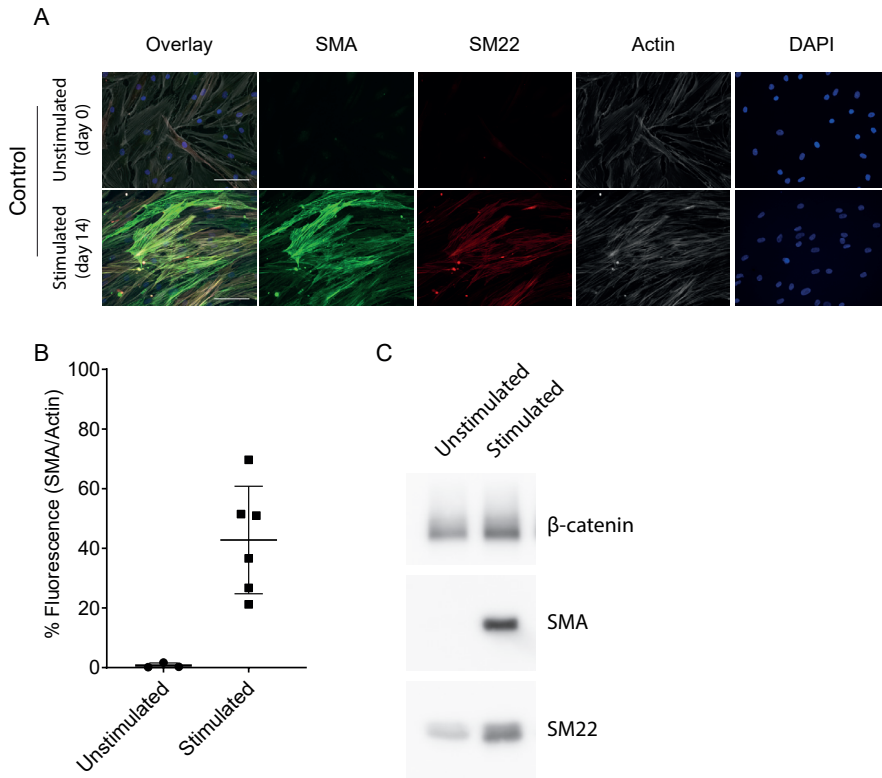 A
Overlay SMA SM22 Actin DAPI
Control
Unstimulated
(day 0)
Stimulated
(day 14)
B
% Fluorescence (SMA/Actin)
100
80
60
40
20
0
Unstimulated
Stimulated
C
Unstimulated
Stimulated
β-catenin
SMA
SM22